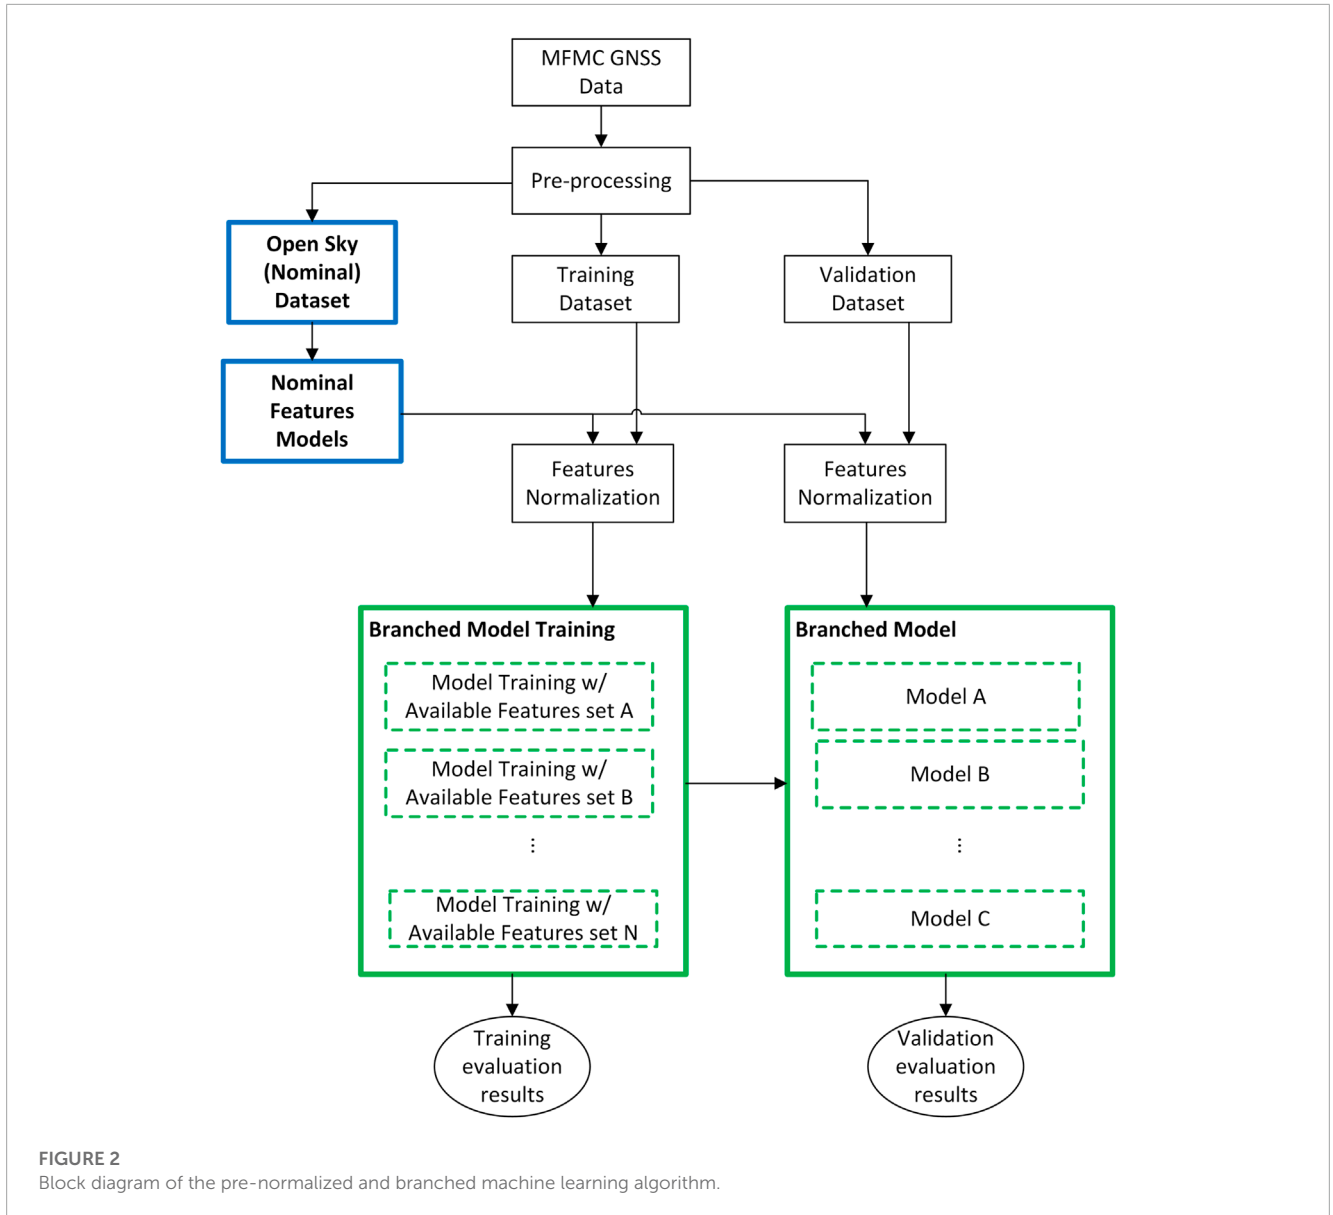 MFMC GNSS
Data
Pre-processing
Open Sky
(Nominal)
Dataset
Training
Dataset
Validation
Dataset
Nominal
Features
Models
Features
Normalization
Features
Normalization
Branched Model Training
Model Training w/
Available Features set A
Model Training w/
Available Features set B
...
Model Training w/
Available Features set N
Branched Model
Model A
Model B
...
Model C
Training
evaluation
results
Validation
evaluation
results
FIGURE 2
Block diagram of the pre-normalized and branched machine learning algorithm.